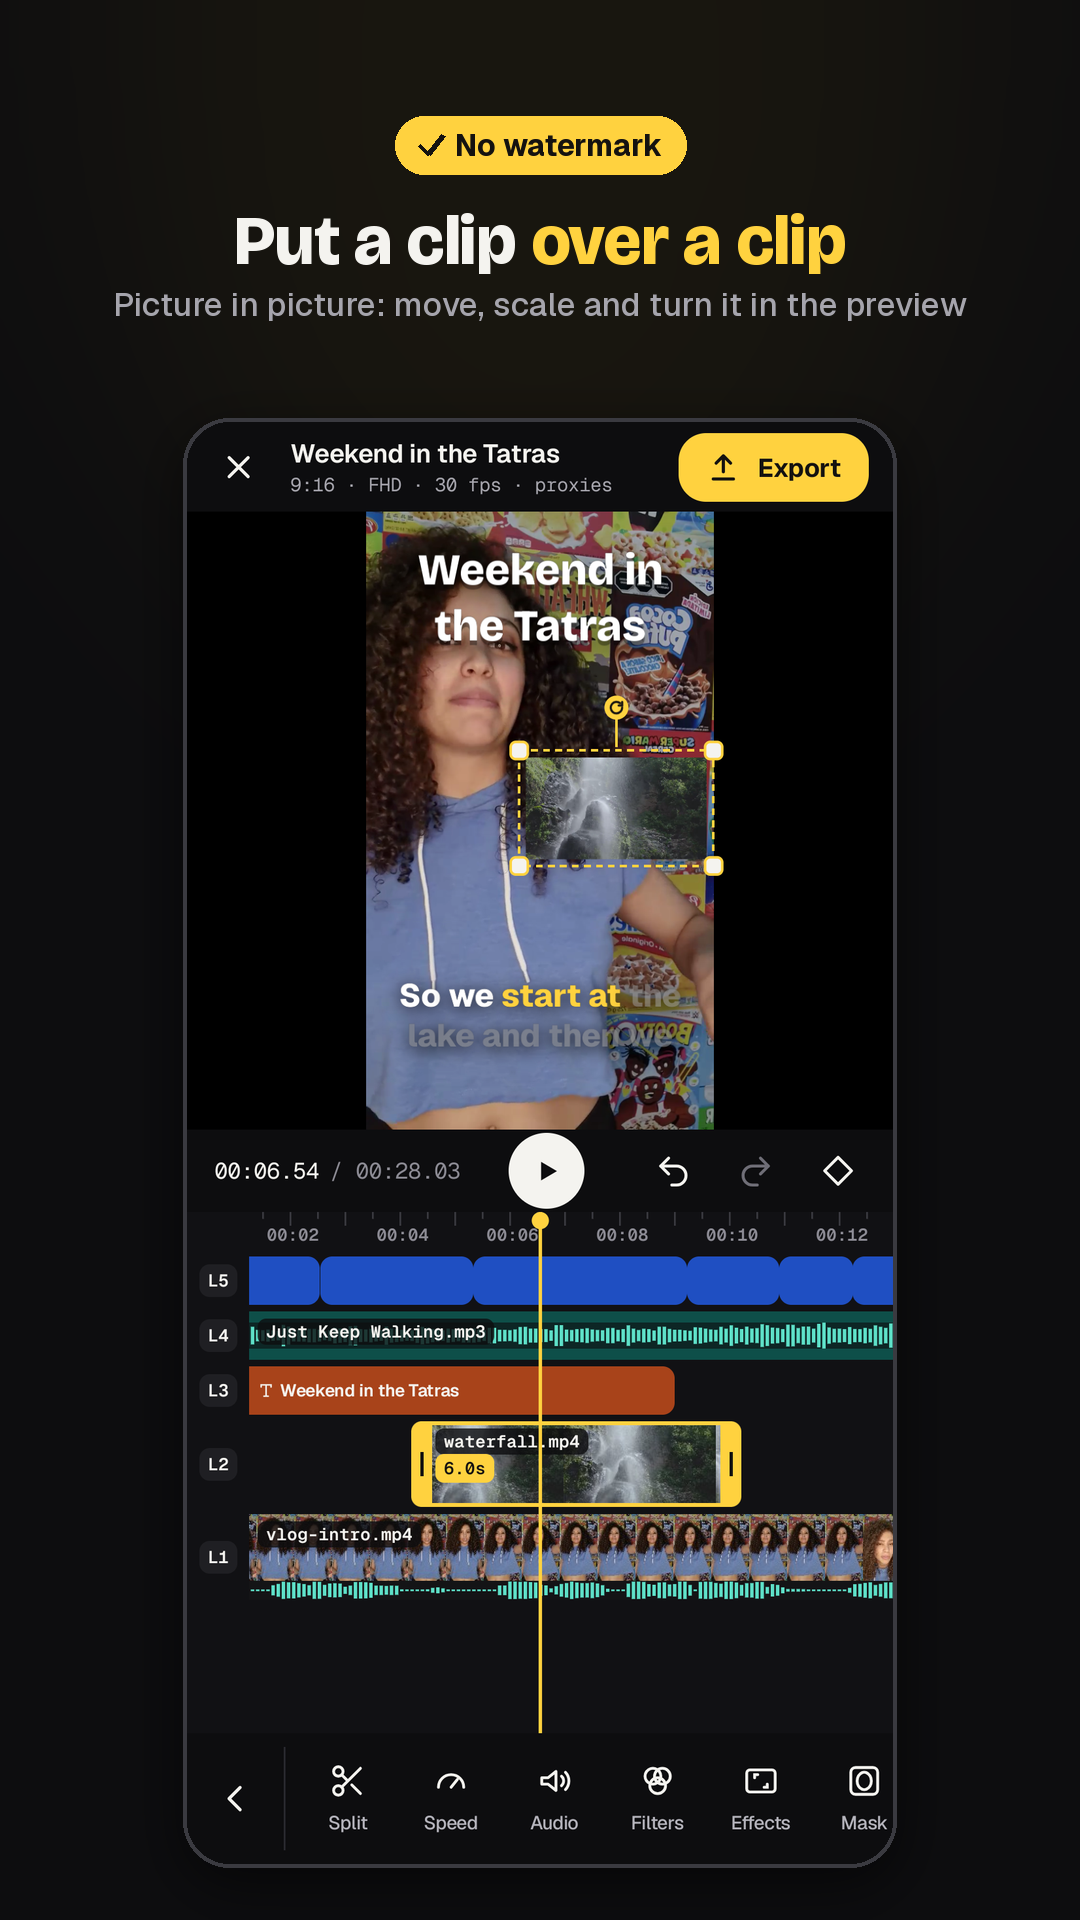 No watermark
Put a clip over a clip
Picture in picture: move, scale and turn it in the preview
Weekend in the Tatras
9:16 · FHD · 30 fps · proxies
Export
Weekend in
the Tatras
So we start at the
lake and then we
00:06.54 / 00:28.03
00:02 00:04 00:06 00:08 00:10 00:12
L5
L4 Just Keep Walking.mp3
L3 T Weekend in the Tatras
L2 waterfall.mp4
6.0s
L1 vlog-intro.mp4
Split Speed Audio Filters Effects Mask